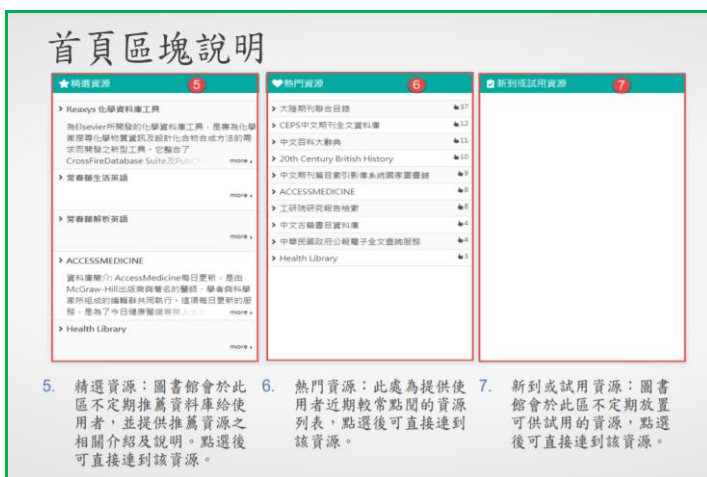 首頁區塊說明
精選資源 5
Reaxys 化學資料庫工具
為Elsevier所開發的化學資料庫工具，是專為化學
家搜尋化學物質資訊及設計化合物合成方法的需
求而開發之新型工具。它整合了
CrossFireDatabase Suite及PubCh more
常春藤生活英語
more
常春藤解析英語
more
ACCESSMEDICINE
資料庫簡介: AccessMedicine每日更新，是由
McGraw-Hill出版商與著名的醫師、學者與科學
家所組成的編輯群共同執行。這項每日更新的服
務，是為了今日健康醫護專業人士 more
Health Library
more
熱門資源 6
大陸期刊聯合目錄 37
CEPS中文期刊全文資料庫 12
中文百科大辭典 11
20th Century British History 10
中文期刊篇目索引影像系統國家圖書館 9
ACCESSMEDICINE 8
工研院研究報告檢索 8
中文古籍書目資料庫 4
中華民國政府公報電子全文查詢服務 4
Health Library 3
新到或試用資源 7
5. 精選資源：圖書館會於此
區不定期推薦資料庫給使
用者，並提供推薦資源之
相關介紹及說明。點選後
可直接連到該資源。
6. 熱門資源：此處為提供使
用者近期較常點閱的資源
列表，點選後可直接連到
該資源。
7. 新到或試用資源：圖書
館會於此區不定期放置
可供試用的資源，點選
後可直接連到該資源。